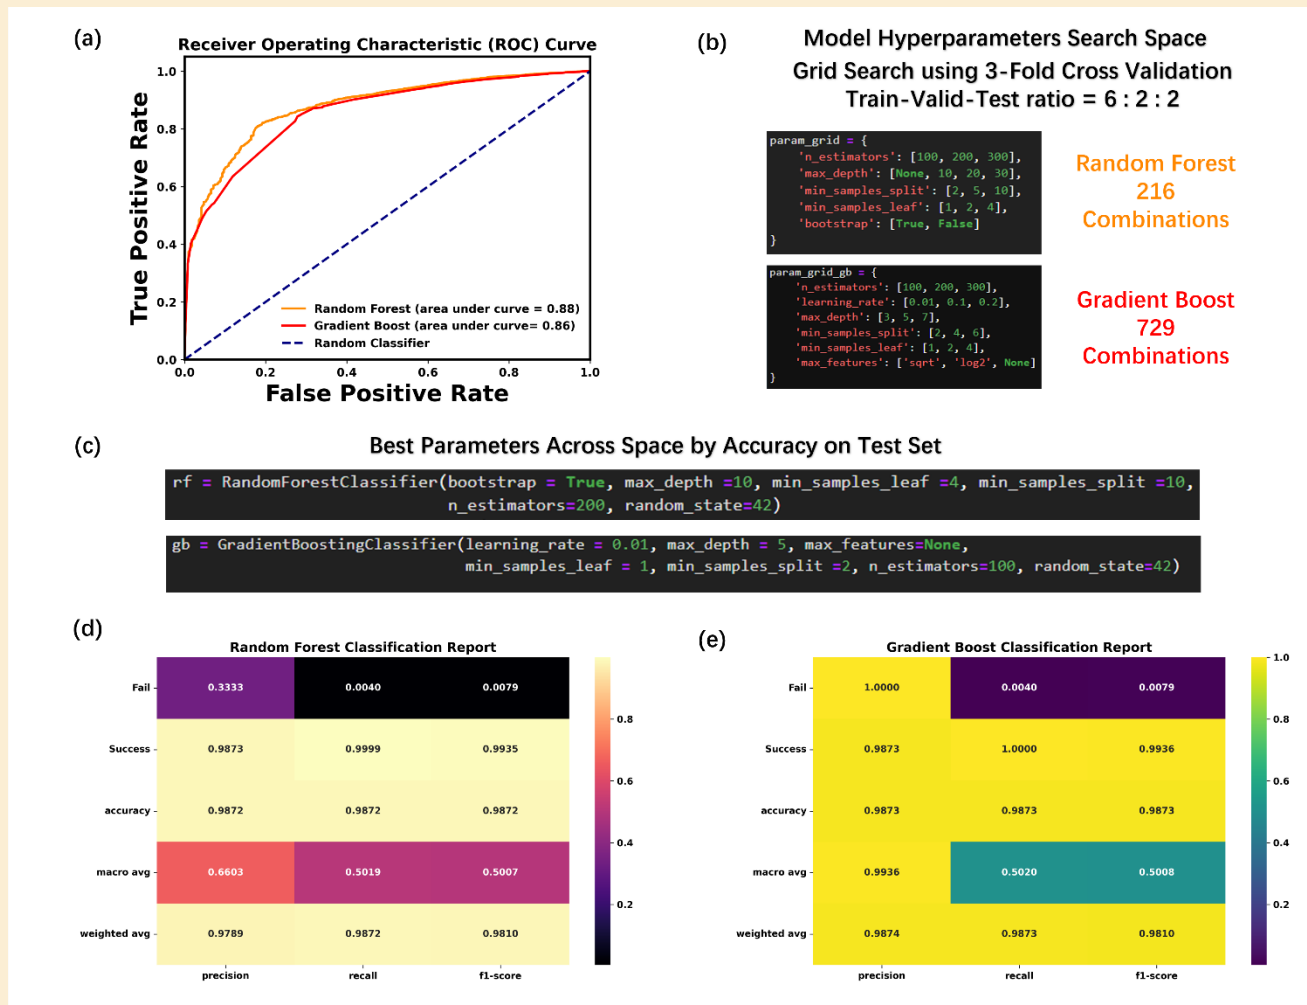 (a)
Receiver Operating Characteristic (ROC) Curve
True Positive Rate
1.0
0.8
0.6
0.4
0.2
0.0
Random Forest (area under curve = 0.88)
Gradient Boost (area under curve= 0.86)
Random Classifier
0.0 0.2 0.4 0.6 0.8 1.0
False Positive Rate
(b)
Model Hyperparameters Search Space
Grid Search using 3-Fold Cross Validation
Train-Valid-Test ratio = 6 : 2 : 2
param_grid = {
'n_estimators': [100, 200, 300],
'max_depth': [None, 10, 20, 30],
'min_samples_split': [2, 5, 10],
'min_samples_leaf': [1, 2, 4],
'bootstrap': [True, False]
}
Random Forest
216
Combinations
param_grid_gb = {
'n_estimators': [100, 200, 300],
'learning_rate': [0.01, 0.1, 0.2],
'max_depth': [3, 5, 7],
'min_samples_split': [2, 4, 6],
'min_samples_leaf': [1, 2, 4],
'max_features': ['sqrt', 'log2', None]
}
Gradient Boost
729
Combinations
(c)
Best Parameters Across Space by Accuracy on Test Set
rf = RandomForestClassifier(bootstrap = True, max_depth =10, min_samples_leaf =4, min_samples_split =10,
n_estimators=200, random_state=42)
gb = GradientBoostingClassifier(learning_rate = 0.01, max_depth = 5, max_features=None,
min_samples_leaf = 1, min_samples_split =2, n_estimators=100, random_state=42)
(d)
Random Forest Classification Report
Fail 0.3333 0.0040 0.0079
Success 0.9873 0.9999 0.9935
accuracy 0.9872 0.9872 0.9872
macro avg 0.6603 0.5019 0.5007
weighted avg 0.9789 0.9872 0.9810
precision recall f1-score
0.8
0.6
0.4
0.2
(e)
Gradient Boost Classification Report
Fail 1.0000 0.0040 0.0079
Success 0.9873 1.0000 0.9936
accuracy 0.9873 0.9873 0.9873
macro avg 0.9936 0.5020 0.5008
weighted avg 0.9874 0.9873 0.9810
precision recall f1-score
1.0
0.8
0.6
0.4
0.2